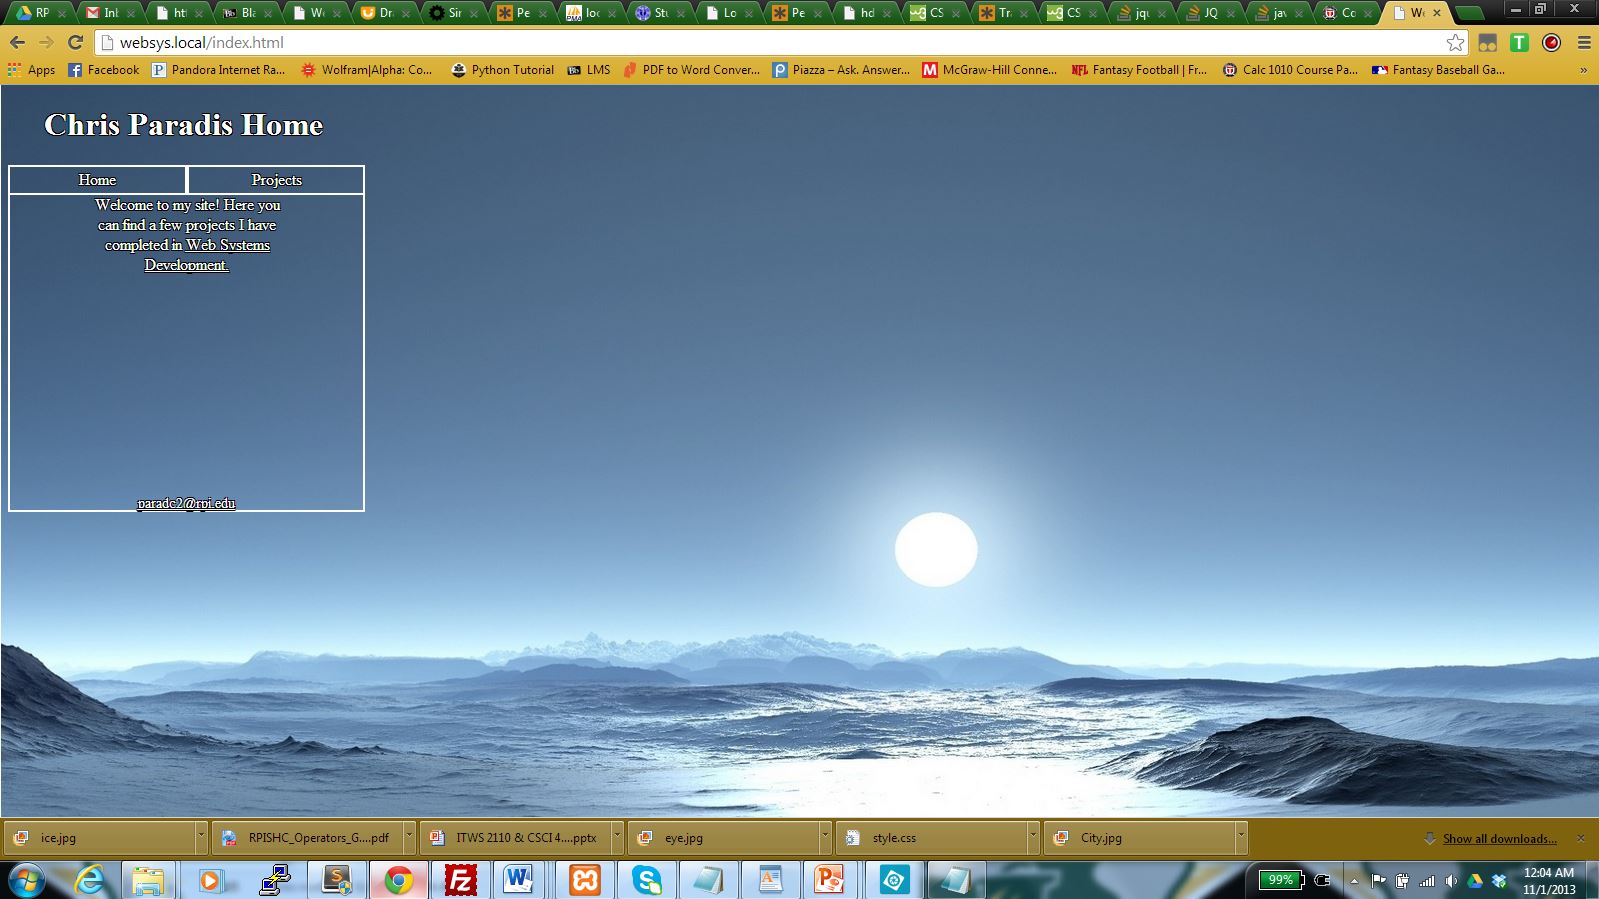 RP
Inb
htt
Bla
We
Dra
Sir
Pe
loc
Stu
Lo
Pe
hd
CS
Tra
CS
jqu
JQ
jav
Co
We
websys.local/index.html
Apps
Facebook
Pandora Internet Ra...
Wolfram|Alpha: Co...
Python Tutorial
LMS
PDF to Word Conver...
Piazza – Ask. Answer...
McGraw-Hill Conne...
Fantasy Football | Fr...
Calc 1010 Course Pa...
Fantasy Baseball Ga...
»
Chris Paradis Home
Home Projects
Welcome to my site! Here you
can find a few projects I have
completed in Web Systems
Development.
paradc2@rpi.edu
ice.jpg
RPISHC_Operators_G....pdf
ITWS 2110 & CSCI 4....pptx
eye.jpg
style.css
City.jpg
Show all downloads...
99%
12:04 AM
11/1/2013